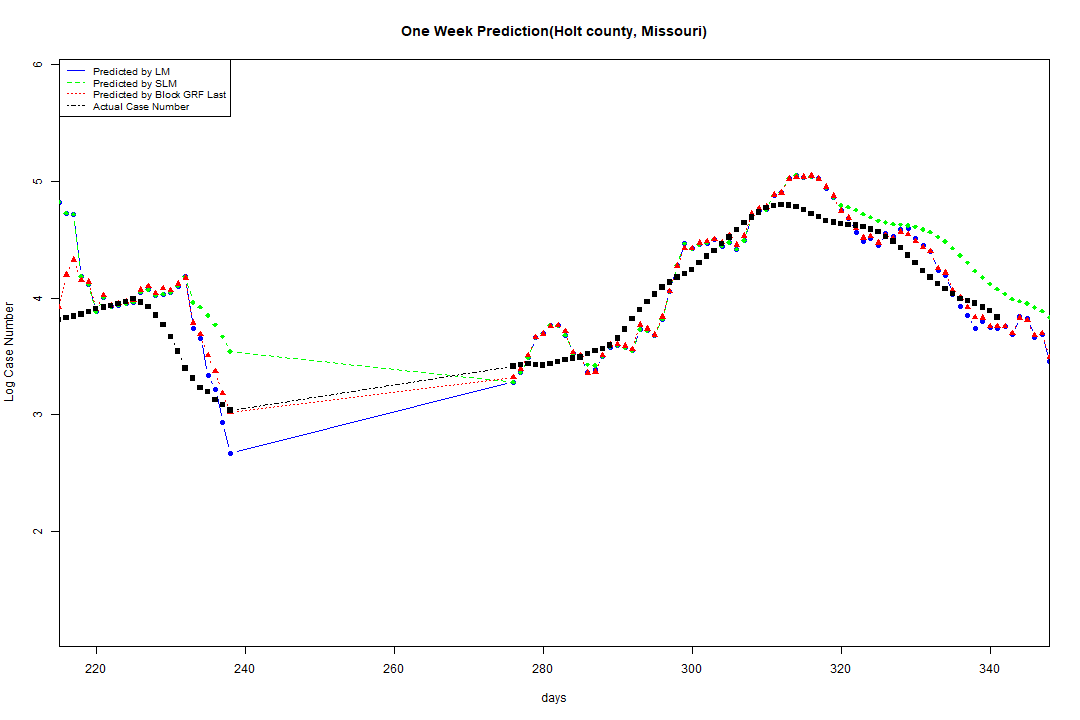 One Week Prediction(Holt county, Missouri)
Predicted by LM
Predicted by SLM
Predicted by Block GRF Last
Actual Case Number
6
5
4
3
2
Log Case Number
220 240 260 280 300 320 340
days